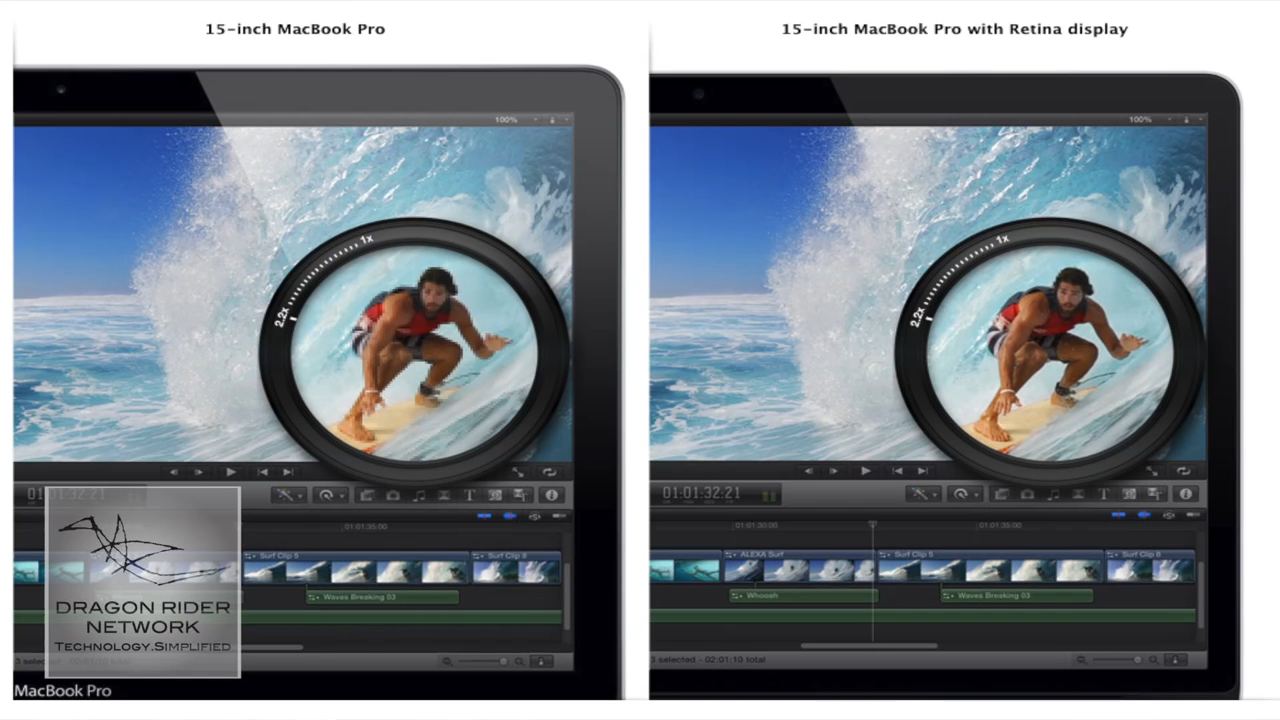 15-inch MacBook Pro
15-inch MacBook Pro with Retina display
100%
100%
1x
2.2x
1x
2.2x
01:01:32:21
T
01:01:35:00
Surf Clip 5
Surf Clip 8
Waves Breaking 03
DRAGON RIDER
NETWORK
TECHNOLOGY.SIMPLIFIED
MacBook Pro
01:01:32:21
T
01:01:30:00
01:01:35:00
ALEXA Surf
Surf Clip 5
Surf Clip 8
Whoosh
Waves Breaking 03
3 selected - 02:01:10 total